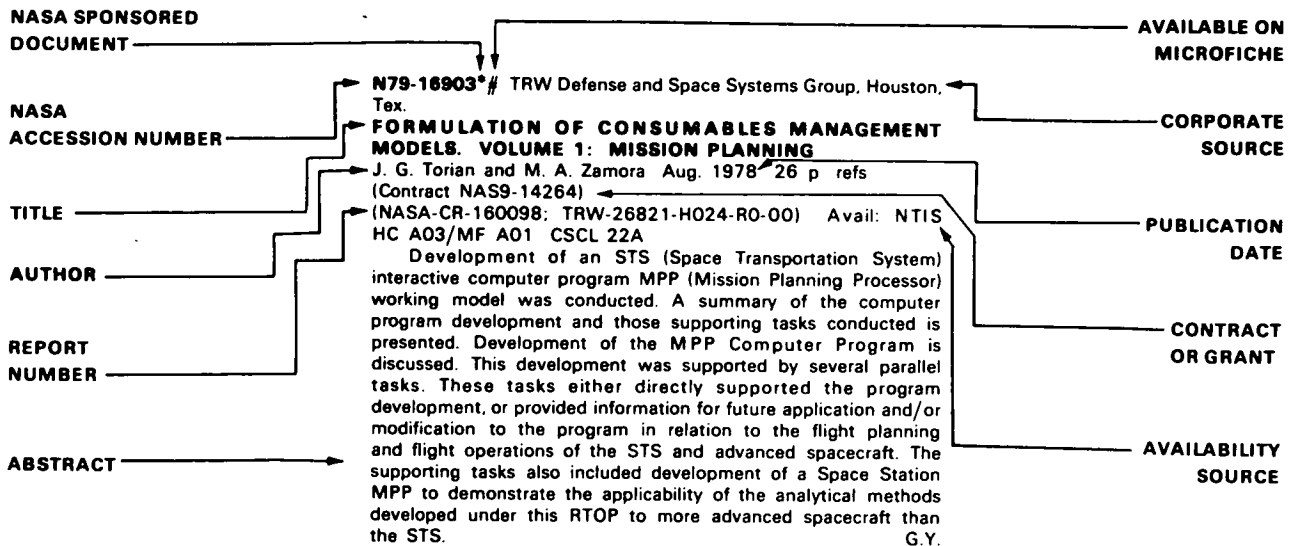 NASA SPONSORED
DOCUMENT
AVAILABLE ON
MICROFICHE
NASA
ACCESSION NUMBER
N79-16903*# TRW Defense and Space Systems Group, Houston,
Tex.
CORPORATE
SOURCE
FORMULATION OF CONSUMABLES MANAGEMENT
MODELS. VOLUME 1: MISSION PLANNING
TITLE
J. G. Torian and M. A. Zamora Aug. 1978 26 p refs
(Contract NAS9-14264)
(NASA-CR-160098; TRW-26821-H024-R0-00) Avail: NTIS
HC A03/MF A01 CSCL 22A
PUBLICATION
DATE
AUTHOR
Development of an STS (Space Transportation System)
interactive computer program MPP (Mission Planning Processor)
working model was conducted. A summary of the computer
program development and those supporting tasks conducted is
presented. Development of the MPP Computer Program is
discussed. This development was supported by several parallel
tasks. These tasks either directly supported the program
development, or provided information for future application and/or
modification to the program in relation to the flight planning
and flight operations of the STS and advanced spacecraft. The
supporting tasks also included development of a Space Station
MPP to demonstrate the applicability of the analytical methods
developed under this RTOP to more advanced spacecraft than
the STS. G.Y.
REPORT
NUMBER
CONTRACT
OR GRANT
ABSTRACT
AVAILABILITY
SOURCE